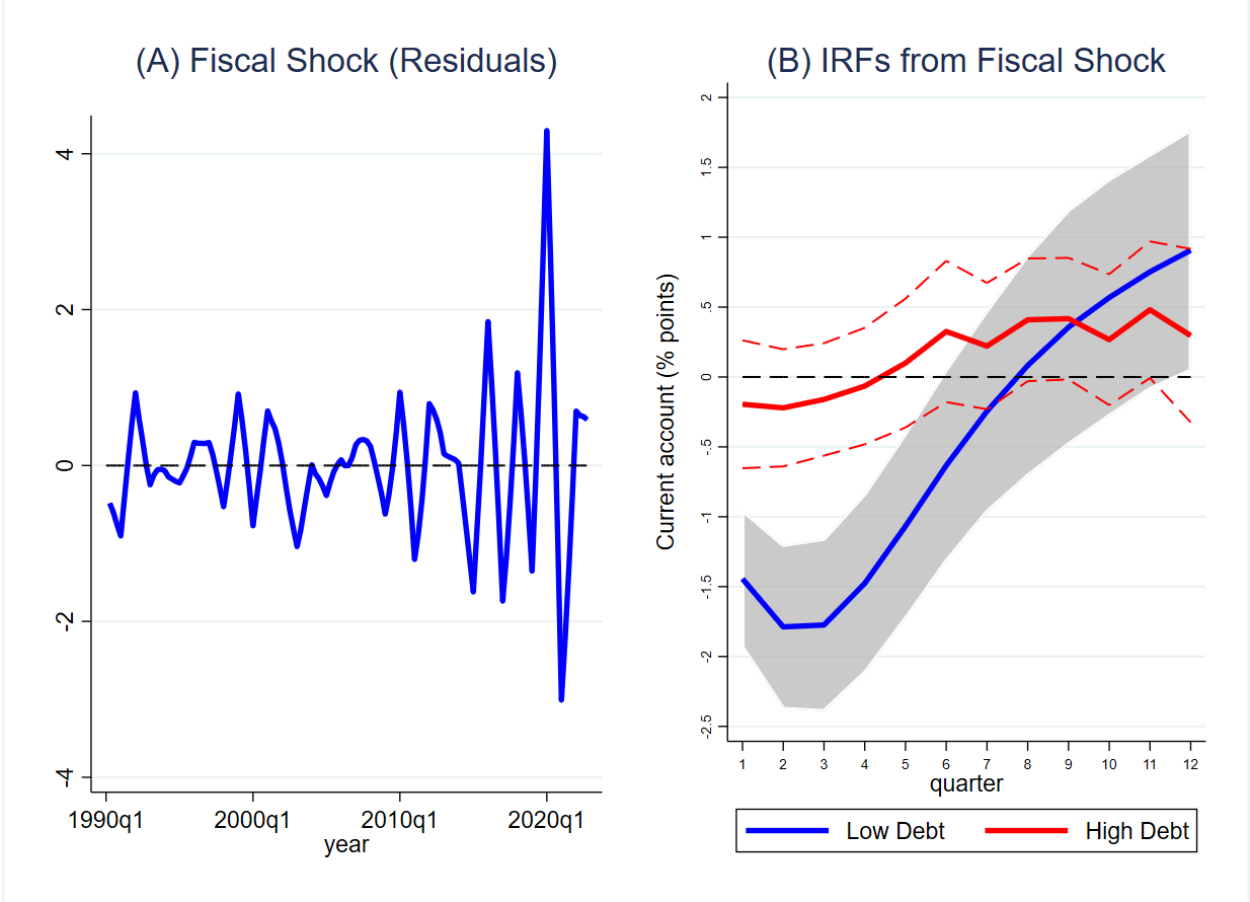 (A) Fiscal Shock (Residuals)
4
2
0
-2
-4
1990q1 2000q1 2010q1 2020q1
year
(B) IRFs from Fiscal Shock
Current account (% points)
2
1.5
1
.5
0
-.5
-1
-1.5
-2
-2.5
1 2 3 4 5 6 7 8 9 10 11 12
quarter
Low Debt High Debt